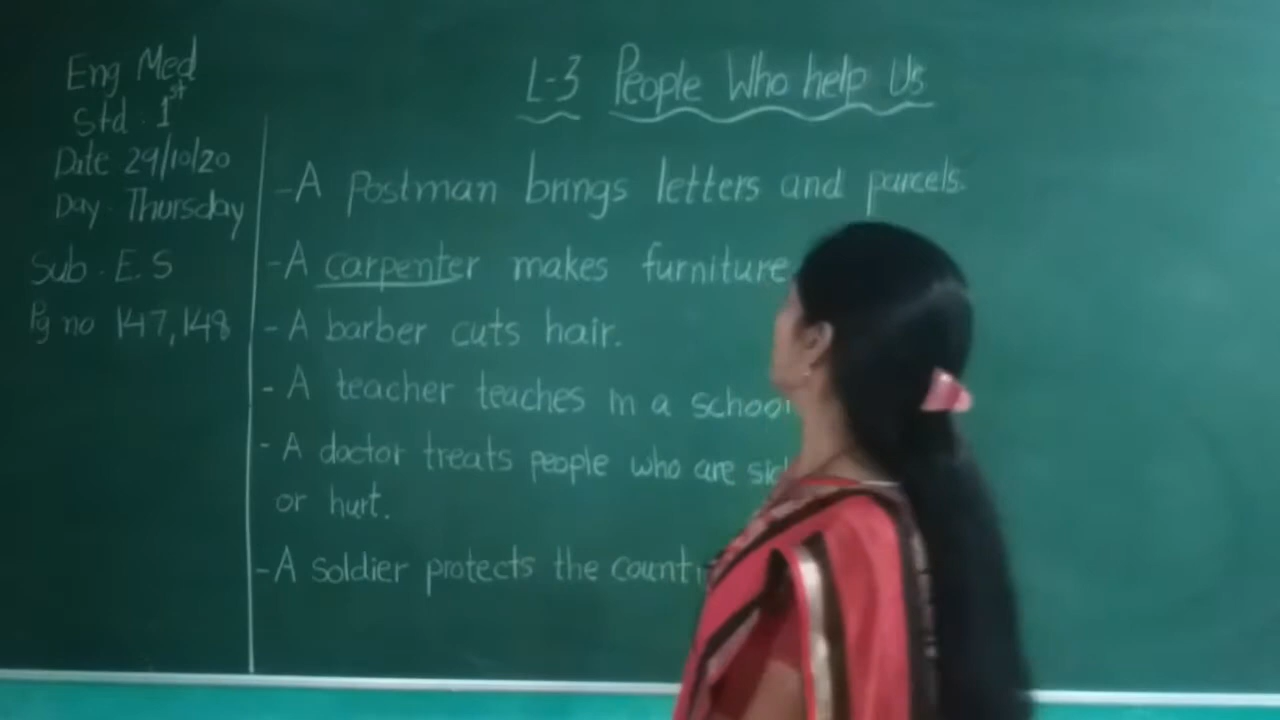 Eng Med
Std : 1st
Date 29/10/20
Day . Thursday
Sub . E S
Pg no 147,148
L-3 People Who help Us
- A Postman brings letters and parcels.
- A carpenter makes furniture
- A barber cuts hair.
- A teacher teaches in a school
- A doctor treats people who are
or hurt.
- A soldier protects the